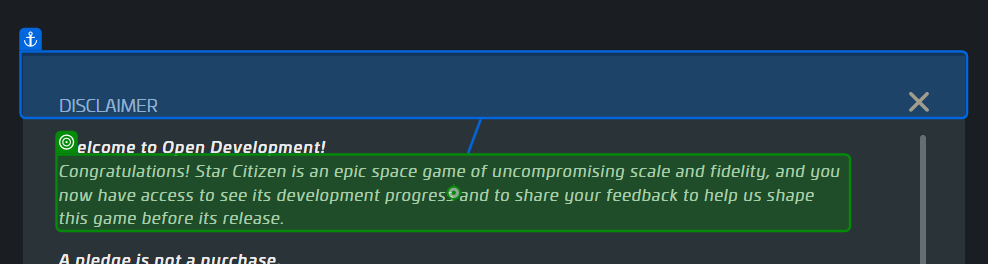 DISCLAIMER
elcome to Open Development!
Congratulations! Star Citizen is an epic space game of uncompromising scale and fidelity, and you
now have access to see its development progress and to share your feedback to help us shape
this game before its release.
A pledge is not a purchase.